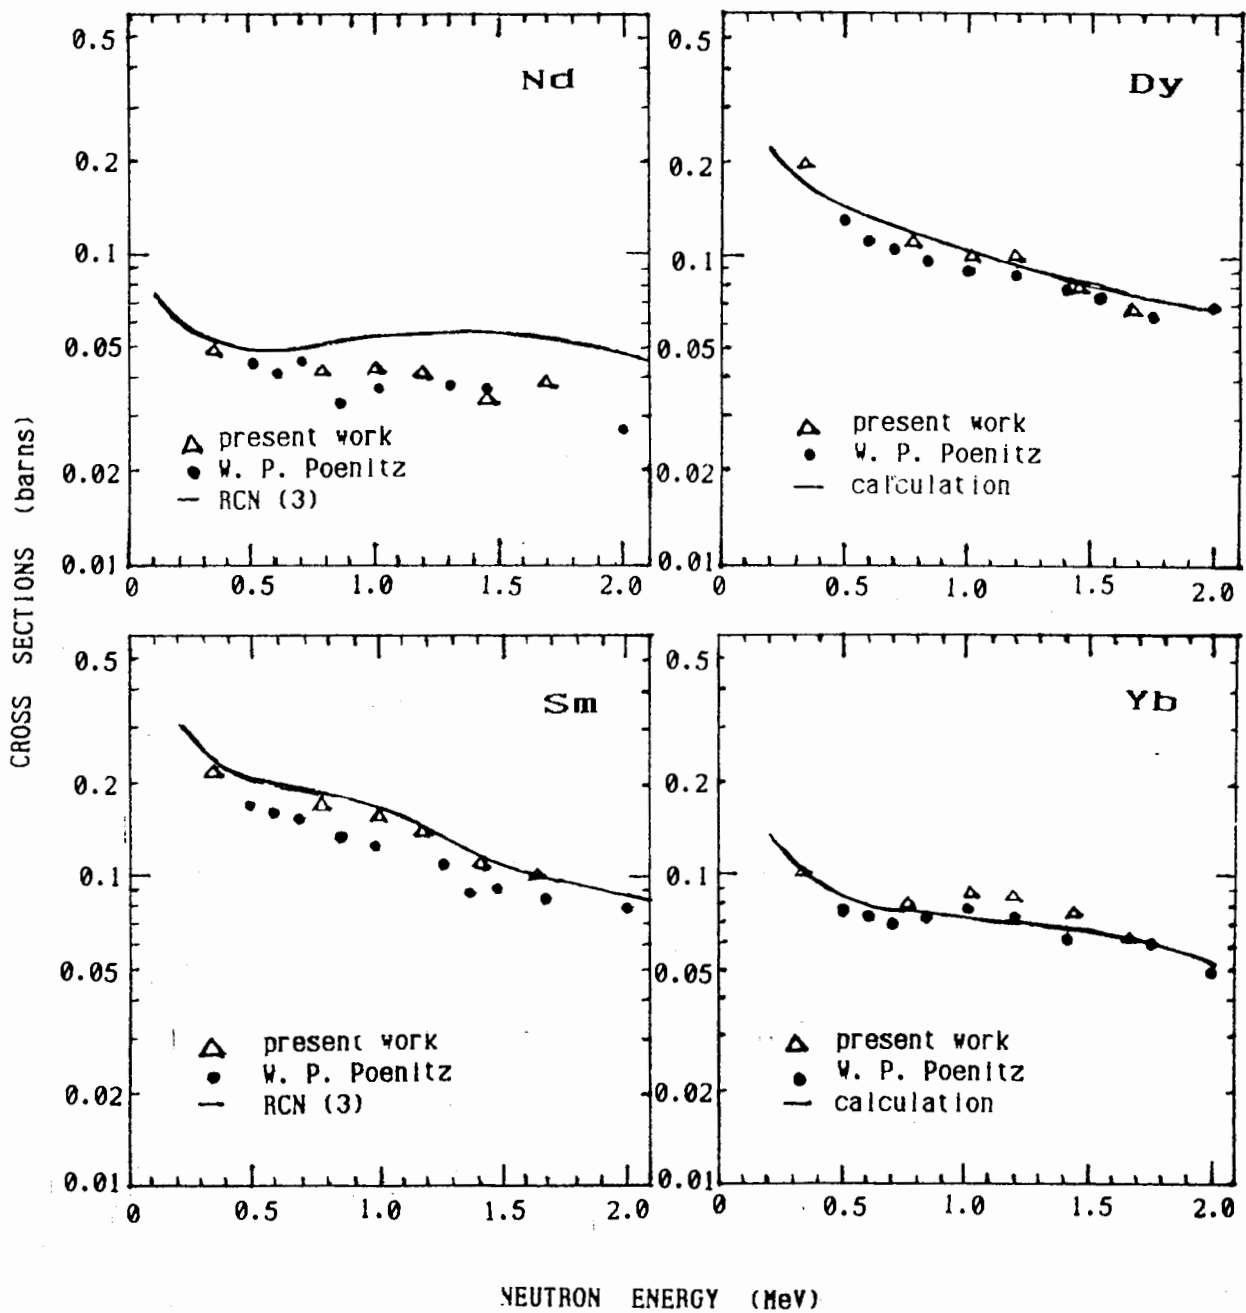 CROSS SECTIONS (barns)
Nd
0.5
0.2
0.1
0.05
0.02
0.01
△ present work
● W. P. Poenitz
— RCN (3)
0 0.5 1.0 1.5 2.0
Dy
0.5
0.2
0.1
0.05
0.02
0.01
△ present work
● W. P. Poenitz
— calculation
0 0.5 1.0 1.5 2.0
Sm
0.5
0.2
0.1
0.05
0.02
0.01
△ present work
● W. P. Poenitz
— RCN (3)
0 0.5 1.0 1.5 2.0
Yb
0.5
0.2
0.1
0.05
0.02
0.01
△ present work
● W. P. Poenitz
— calculation
0 0.5 1.0 1.5 2.0
NEUTRON ENERGY (MeV)